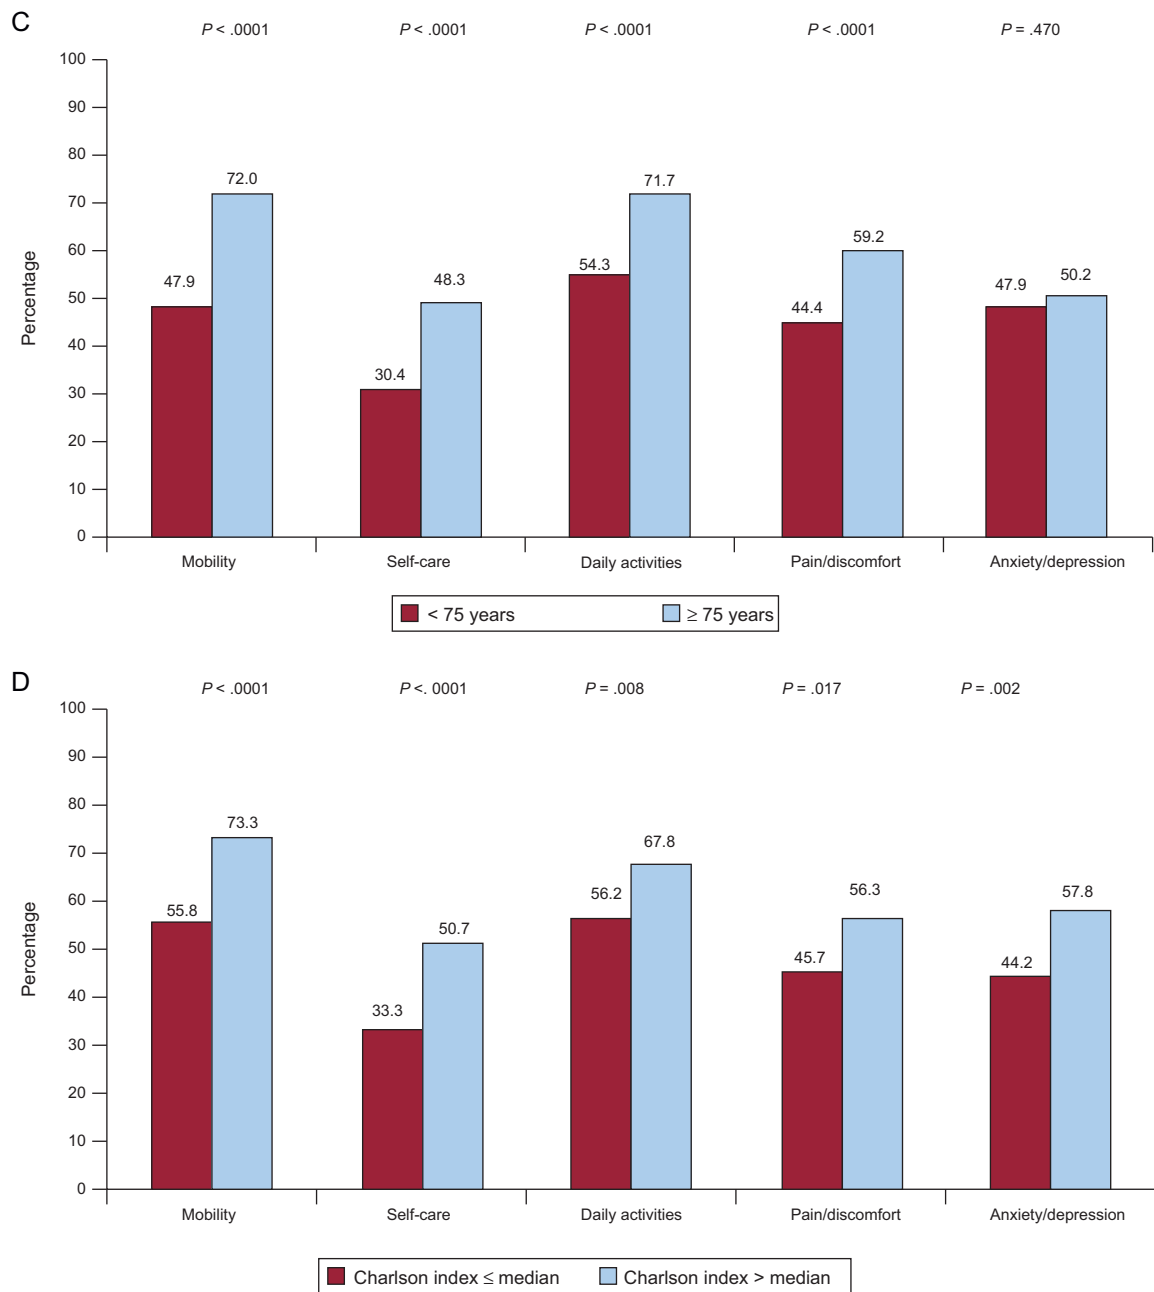 C
P < .0001 P < .0001 P < .0001 P < .0001 P = .470
100
90
80
70
60
50
40
30
20
10
0
Percentage
47.9 72.0 30.4 48.3 54.3 71.7 44.4 59.2 47.9 50.2
Mobility Self-care Daily activities Pain/discomfort Anxiety/depression
< 75 years ≥ 75 years
D
P < .0001 P <. 0001 P = .008 P = .017 P = .002
100
90
80
70
60
50
40
30
20
10
0
Percentage
55.8 73.3 33.3 50.7 56.2 67.8 45.7 56.3 44.2 57.8
Mobility Self-care Daily activities Pain/discomfort Anxiety/depression
Charlson index ≤ median Charlson index > median